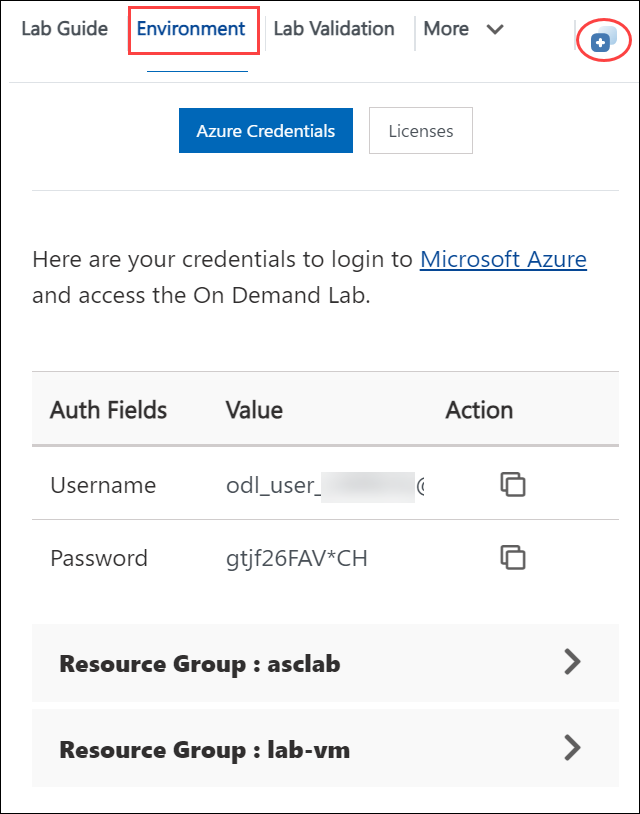 Lab Guide Environment Lab Validation More
Azure Credentials Licenses
Here are your credentials to login to Microsoft Azure
and access the On Demand Lab.
Auth Fields Value Action
Username odl_user_
Password gtjf26FAV*CH
Resource Group : asclab
Resource Group : lab-vm